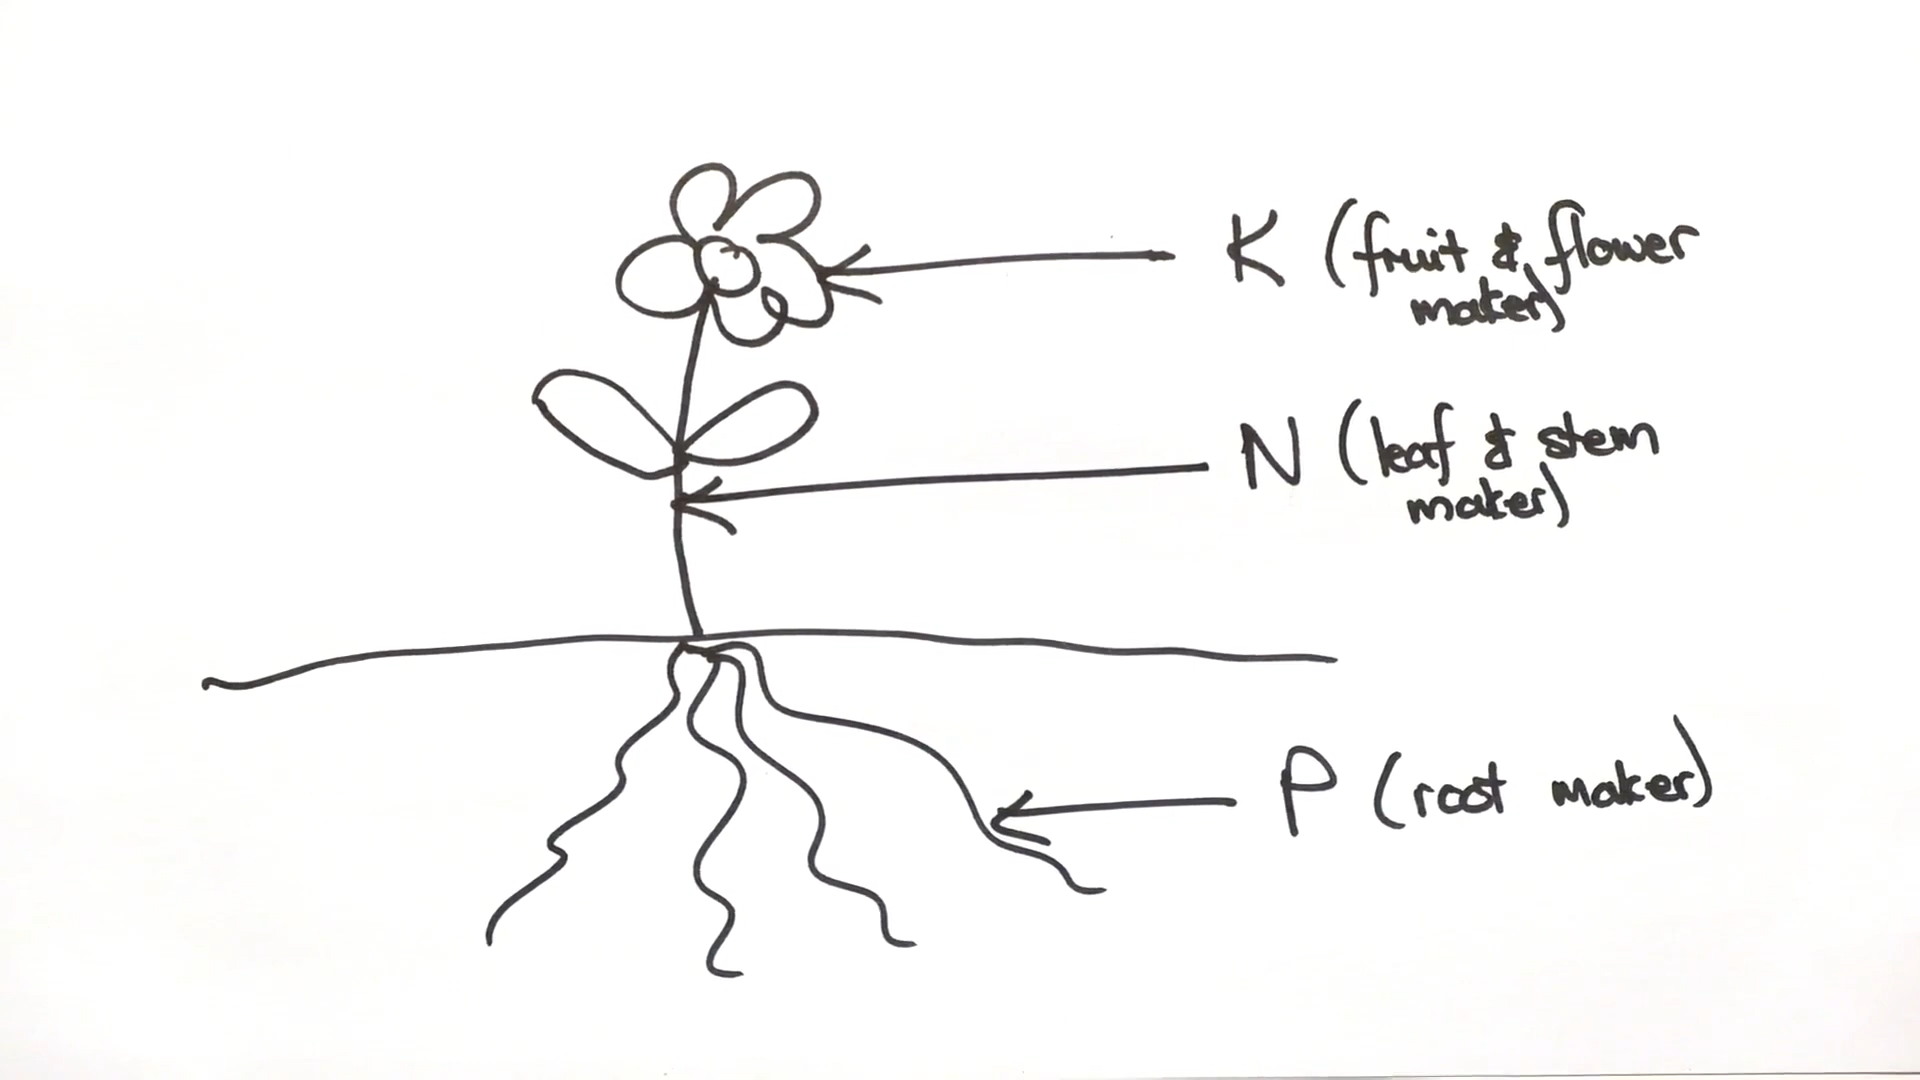 K (fruit & flower
maker)
N (leaf & stem
maker)
P (root maker)